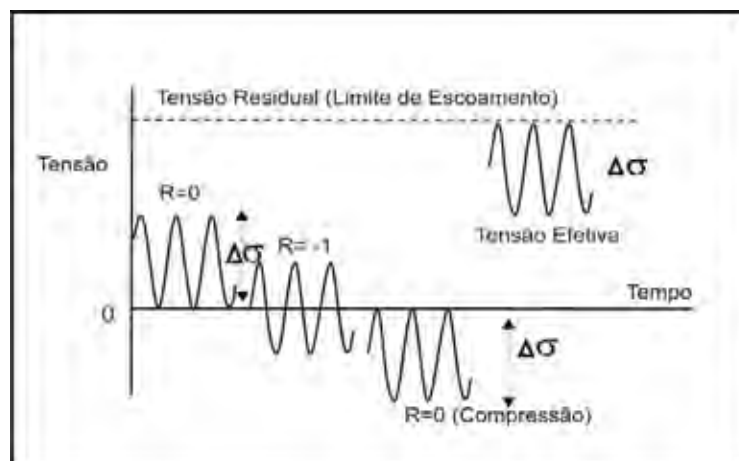 Tensão Residual (Limite de Escoamento)
Tensão
Δσ
R=0
Δσ
R= -1
Tensão Efetiva
Tempo
0
Δσ
R=0 (Compressão)